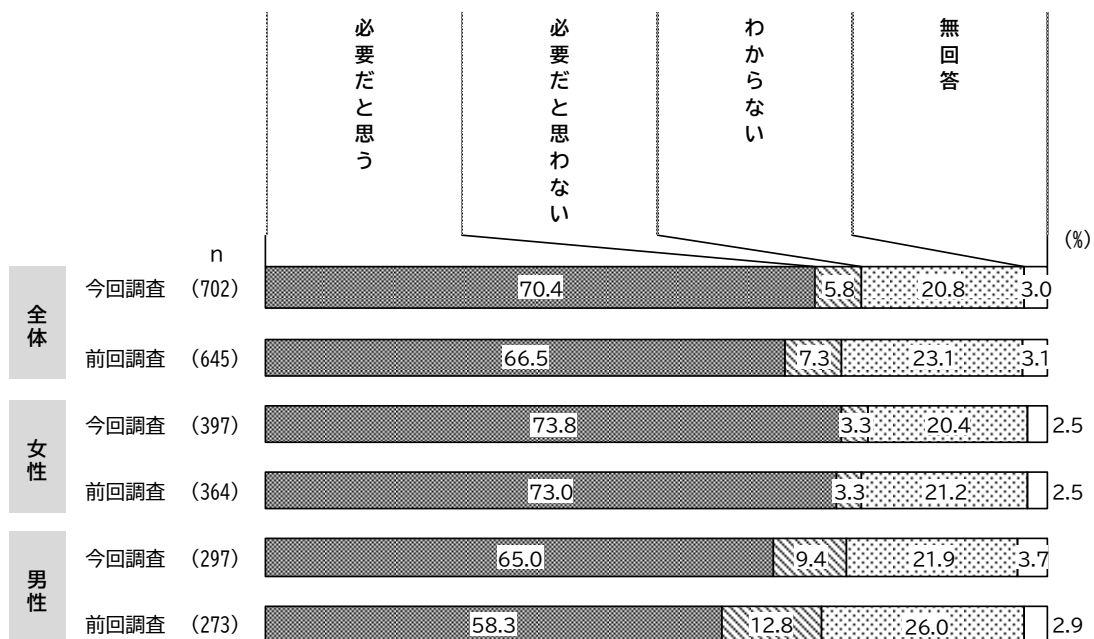 必要だと思う
必要だと思わない
わからない
無回答
(%)
n
全体
今回調査 (702) 70.4 5.8 20.8 3.0
前回調査 (645) 66.5 7.3 23.1 3.1
女性
今回調査 (397) 73.8 3.3 20.4 2.5
前回調査 (364) 73.0 3.3 21.2 2.5
男性
今回調査 (297) 65.0 9.4 21.9 3.7
前回調査 (273) 58.3 12.8 26.0 2.9